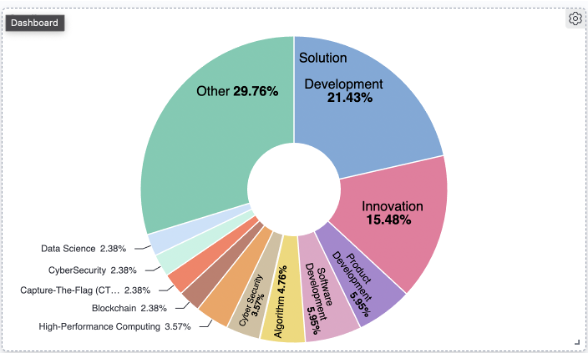 Dashboard
Solution
Development
21.43%
Other 29.76%
Innovation
15.48%
Product
Development
5.95%
Software
Development
5.95%
Algorithm 4.76%
Cyber Security
3.57%
High-Performance Computing 3.57%
Blockchain 2.38%
Capture-The-Flag (CT... 2.38%
CyberSecurity 2.38%
Data Science 2.38%